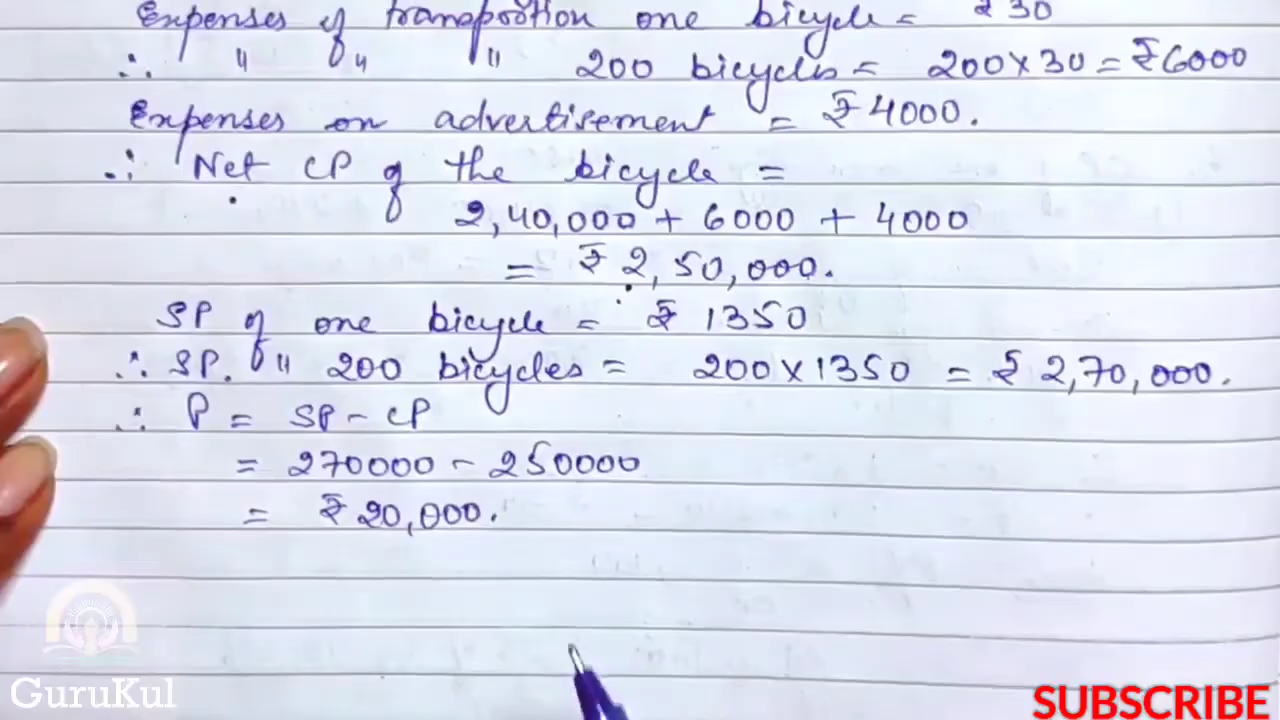 Expenses of transportion one bicycle = ₹ 30
∴ " " " 200 bicycles = 200 × 30 = ₹6000
Expenses on advertisement = ₹ 4000.
∴ Net CP of the bicycle =
2,40,000 + 6000 + 4000
= ₹ 2,50,000.
SP of one bicycle = ₹ 1350
∴ SP. of " 200 bicycles = 200 × 1350 = ₹ 2,70,000.
∴ P = SP - CP
= 270000 - 250000
= ₹ 20,000.
GuruKul
SUBSCRIBE